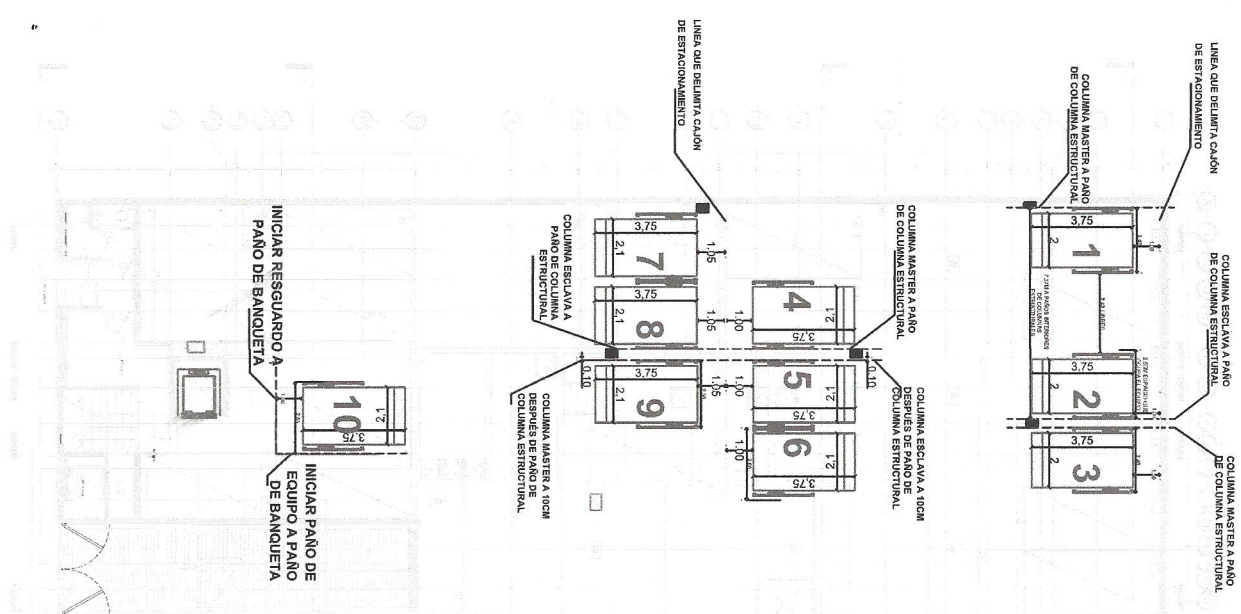 LINEA QUE DELIMITA CAJÓN
DE ESTACIONAMIENTO
COLUMNA MASTER A PAÑO
DE COLUMNA ESTRUCTURAL
COLUMNA ESCLAVA A PAÑO
DE COLUMNA ESTRUCTURAL
COLUMNA MASTER A PAÑO
DE COLUMNA ESTRUCTURAL
3,75
2
1
7.31M A PAÑOS INTERIORES
DE COLUMNAS
ESTRUCTURALES
3,75
2
2
3,75
2
3
LINEA QUE DELIMITA CAJÓN
DE ESTACIONAMIENTO
COLUMNA MASTER A PAÑO
DE COLUMNA ESTRUCTURAL
COLUMNA ESCLAVA A 10CM
DESPUÉS DE PAÑO DE
COLUMNA ESTRUCTURAL
0,10
4
3,75
2,1
1,00
5
3,75
2,1
1,00
6
3,75
2,1
1,00
7
3,75
2,1
1,05
8
3,75
2,1
1,05
9
3,75
2,1
1,05
0,10
COLUMNA ESCLAVA A
PAÑO DE COLUMNA
ESTRUCTURAL
COLUMNA MASTER A 10CM
DESPUÉS DE PAÑO DE
COLUMNA ESTRUCTURAL
INICIAR RESGUARDO A
PAÑO DE BANQUETA
10
3,75
2,1
INICIAR PAÑO DE
EQUIPO A PAÑO
DE BANQUETA